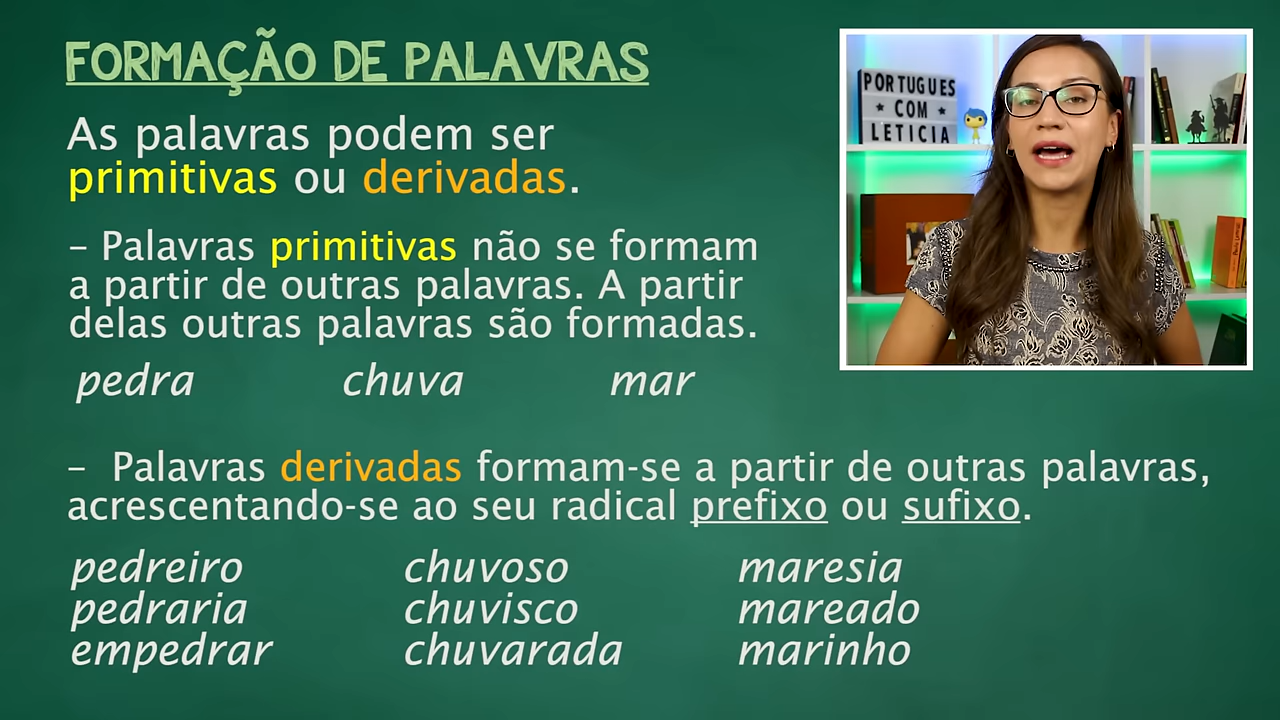 FORMAÇÃO DE PALAVRAS
As palavras podem ser
primitivas ou derivadas.
– Palavras primitivas não se formam
a partir de outras palavras. A partir
delas outras palavras são formadas.
pedra chuva mar
– Palavras derivadas formam-se a partir de outras palavras,
acrescentando-se ao seu radical prefixo ou sufixo.
pedreiro chuvoso maresia
pedraria chuvisco mareado
empedrar chuvarada marinho
PORTUGUES
★ COM ★
LETICIA